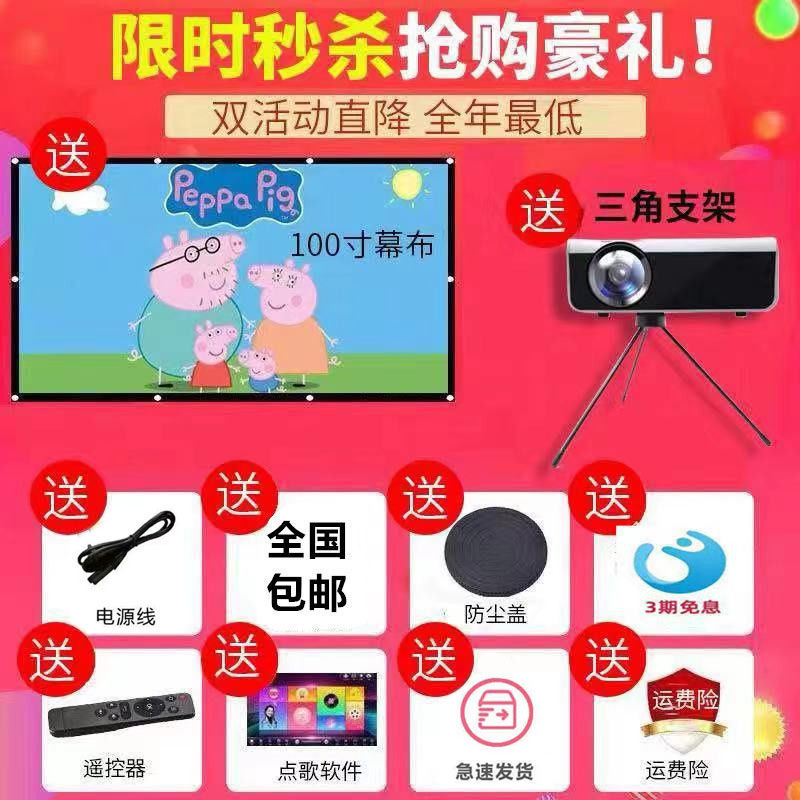 限时秒杀抢购豪礼！
双活动直降 全年最低
送
Peppa Pig
100寸幕布
送
三角支架
送
电源线
送
全国
包邮
送
防尘盖
送
3期免息
送
遥控器
送
点歌软件
送
急速发货
送
运费险
运费险